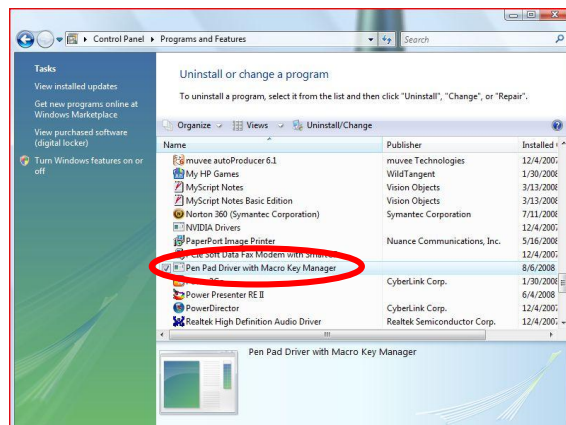 Control Panel ▸ Programs and Features
Search
Tasks
View installed updates
Get new programs online at
Windows Marketplace
View purchased software
(digital locker)
Turn Windows features on or
off
Uninstall or change a program
To uninstall a program, select it from the list and then click "Uninstall", "Change", or "Repair".
Organize Views Uninstall/Change
Name Publisher Installed
muvee autoProducer 6.1 muvee Technologies 12/4/2007
My HP Games WildTangent 1/30/2008
MyScript Notes Vision Objects 3/13/2008
MyScript Notes Basic Edition Vision Objects 3/13/2008
Norton 360 (Symantec Corporation) Symantec Corporation 7/11/2008
NVIDIA Drivers 12/4/2007
PaperPort Image Printer Nuance Communications, Inc. 5/16/2008
Soft Data Fax Modem with 12/4/2007
Pen Pad Driver with Macro Key Manager 8/6/2008
CyberLink Corp. 1/30/2008
Power Presenter RE II 6/4/2008
PowerDirector CyberLink Corp. 12/4/2007
Realtek High Definition Audio Driver Realtek Semiconductor Corp. 12/4/2007
Pen Pad Driver with Macro Key Manager